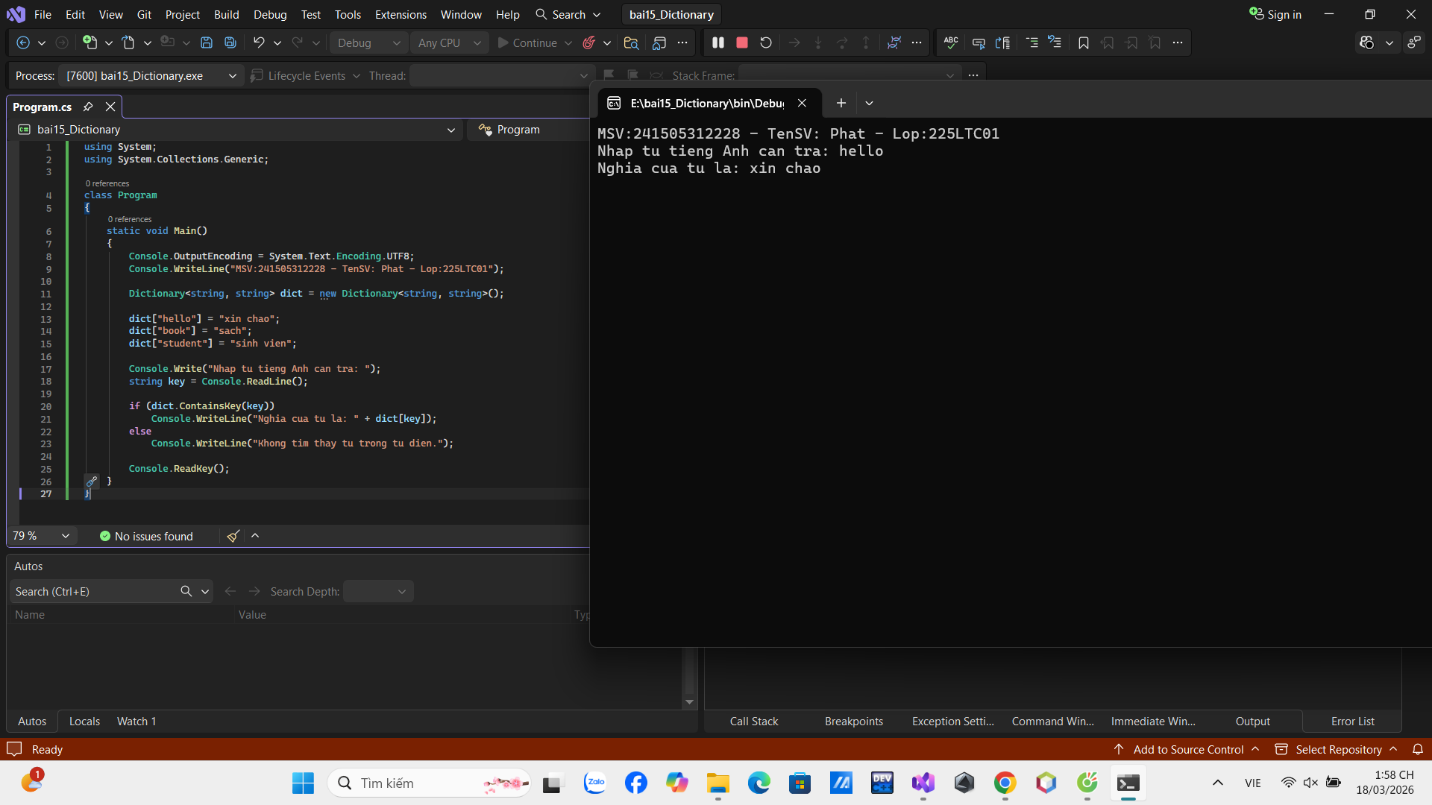 File Edit View Git Project Build Debug Test Tools Extensions Window Help Search bai15_Dictionary Sign in
Debug Any CPU Continue
Process: [7600] bai15_Dictionary.exe Lifecycle Events Thread: Stack Frame:
Program.cs
bai15_Dictionary Program
1 using System;
2 using System.Collections.Generic;
3
0 references
4 class Program
5 {
0 references
6 static void Main()
7 {
8 Console.OutputEncoding = System.Text.Encoding.UTF8;
9 Console.WriteLine("MSV:241505312228 - TenSV: Phat - Lop:225LTC01");
10
11 Dictionary<string, string> dict = new Dictionary<string, string>();
12
13 dict["hello"] = "xin chao";
14 dict["book"] = "sach";
15 dict["student"] = "sinh vien";
16
17 Console.Write("Nhap tu tieng Anh can tra: ");
18 string key = Console.ReadLine();
19
20 if (dict.ContainsKey(key))
21 Console.WriteLine("Nghia cua tu la: " + dict[key]);
22 else
23 Console.WriteLine("Khong tim thay tu trong tu dien.");
24
25 Console.ReadKey();
26 }
27 }
79 % No issues found
E:\bai15_Dictionary\bin\Debu
MSV:241505312228 - TenSV: Phat - Lop:225LTC01
Nhap tu tieng Anh can tra: hello
Nghia cua tu la: xin chao
Autos
Search (Ctrl+E) Search Depth:
Name Value Typ
Autos Locals Watch 1
Call Stack Breakpoints Exception Setti... Command Win... Immediate Win... Output Error List
Ready Add to Source Control Select Repository
1 Tìm kiếm Zalo DEV C++ VIE 1:58 CH
18/03/2026